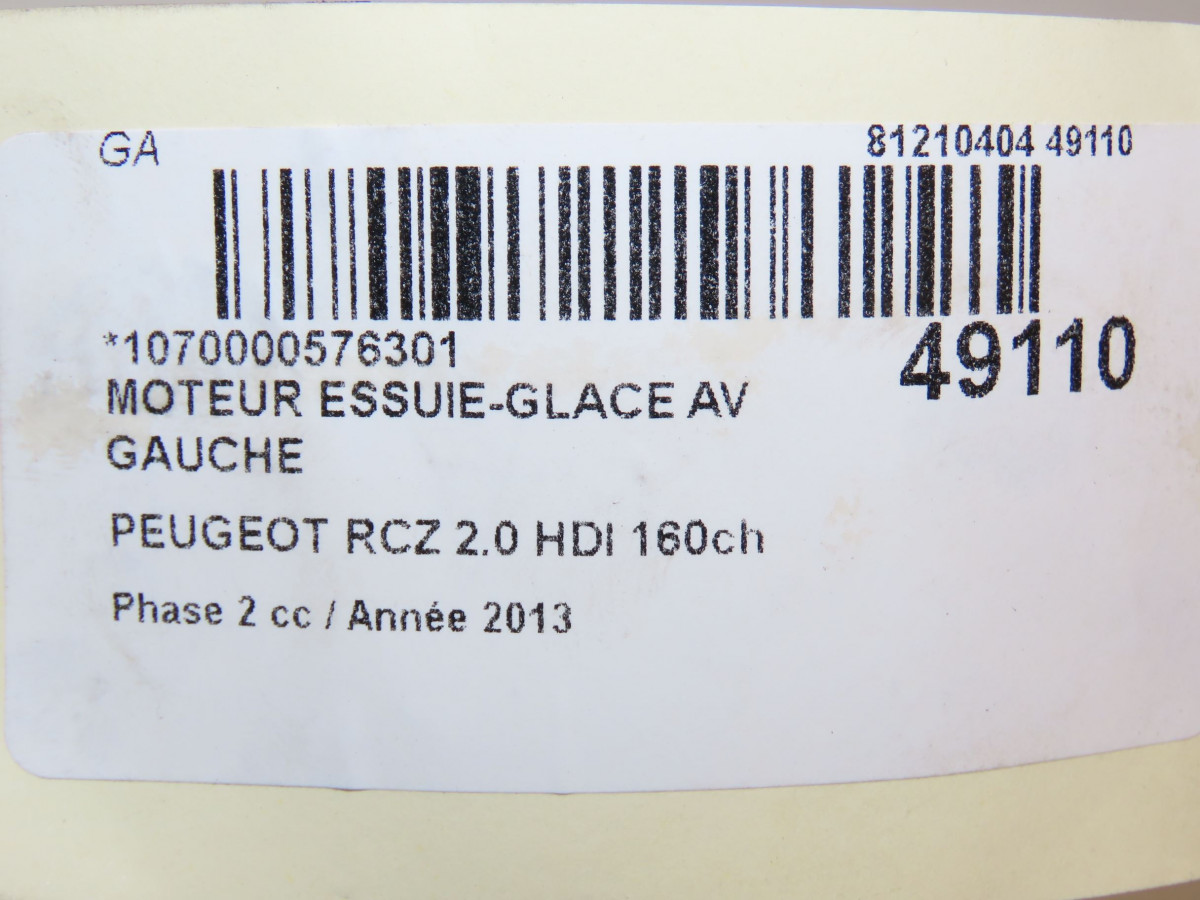 GA
81210404 49110
*1070000576301
49110
MOTEUR ESSUIE-GLACE AV
GAUCHE
PEUGEOT RCZ 2.0 HDI 160ch
Phase 2 cc / Année 2013